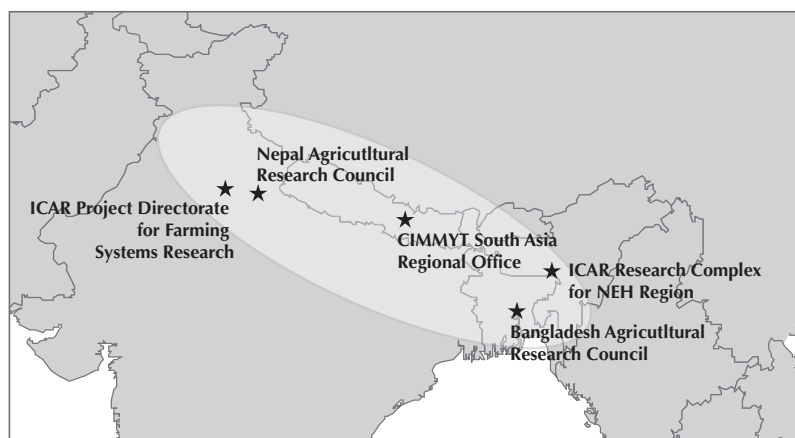 Nepal Agricutltural
Research Council
ICAR Project Directorate
for Farming
Systems Research
CIMMYT South Asia
Regional Office
ICAR Research Complex
for NEH Region
Bangladesh Agricutltural
Research Council